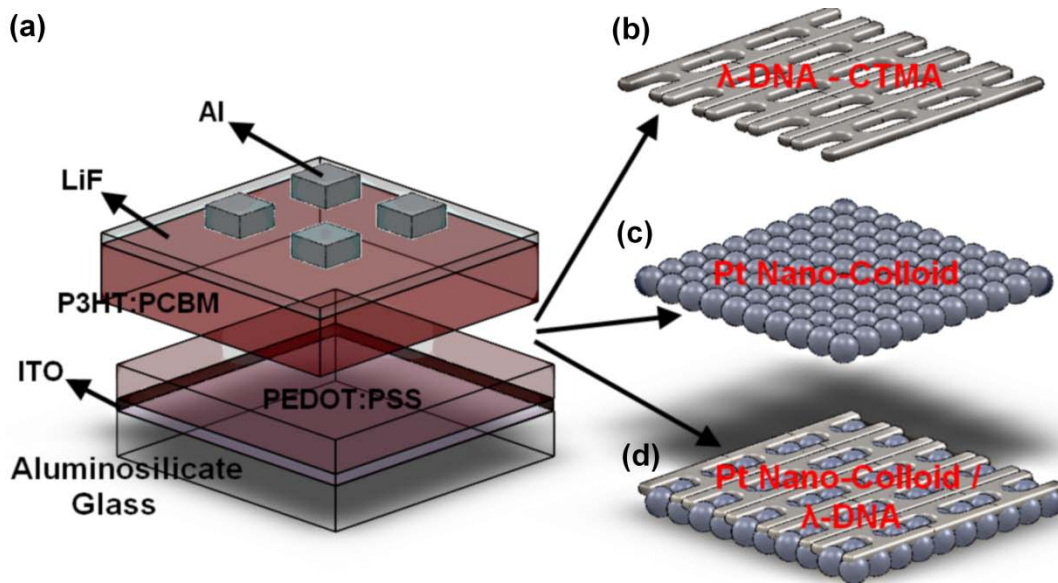 (a)
Al
LiF
P3HT:PCBM
ITO
PEDOT:PSS
Aluminosilicate
Glass
(b)
λ-DNA - CTMA
(c)
Pt Nano-Colloid
(d)
Pt Nano-Colloid /
λ-DNA